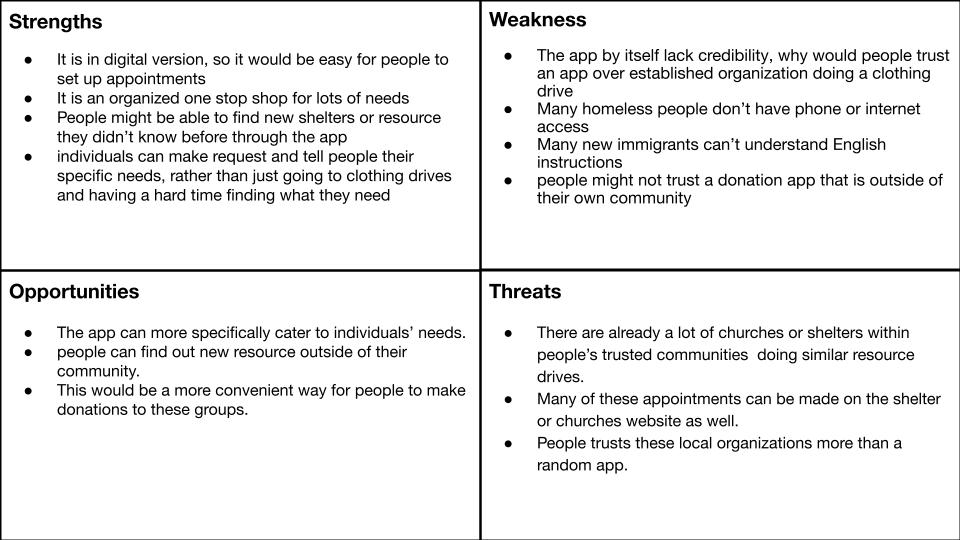 Strengths
● It is in digital version, so it would be easy for people to
set up appointments
● It is an organized one stop shop for lots of needs
● People might be able to find new shelters or resource
they didn't know before through the app
● individuals can make request and tell people their
specific needs, rather than just going to clothing drives
and having a hard time finding what they need
Weakness
● The app by itself lack credibility, why would people trust
an app over established organization doing a clothing
drive
● Many homeless people don't have phone or internet
access
● Many new immigrants can't understand English
instructions
● people might not trust a donation app that is outside of
their own community
Opportunities
● The app can more specifically cater to individuals' needs.
● people can find out new resource outside of their
community.
● This would be a more convenient way for people to make
donations to these groups.
Threats
● There are already a lot of churches or shelters within
people's trusted communities  doing similar resource
drives.
● Many of these appointments can be made on the shelter
or churches website as well.
● People trusts these local organizations more than a
random app.